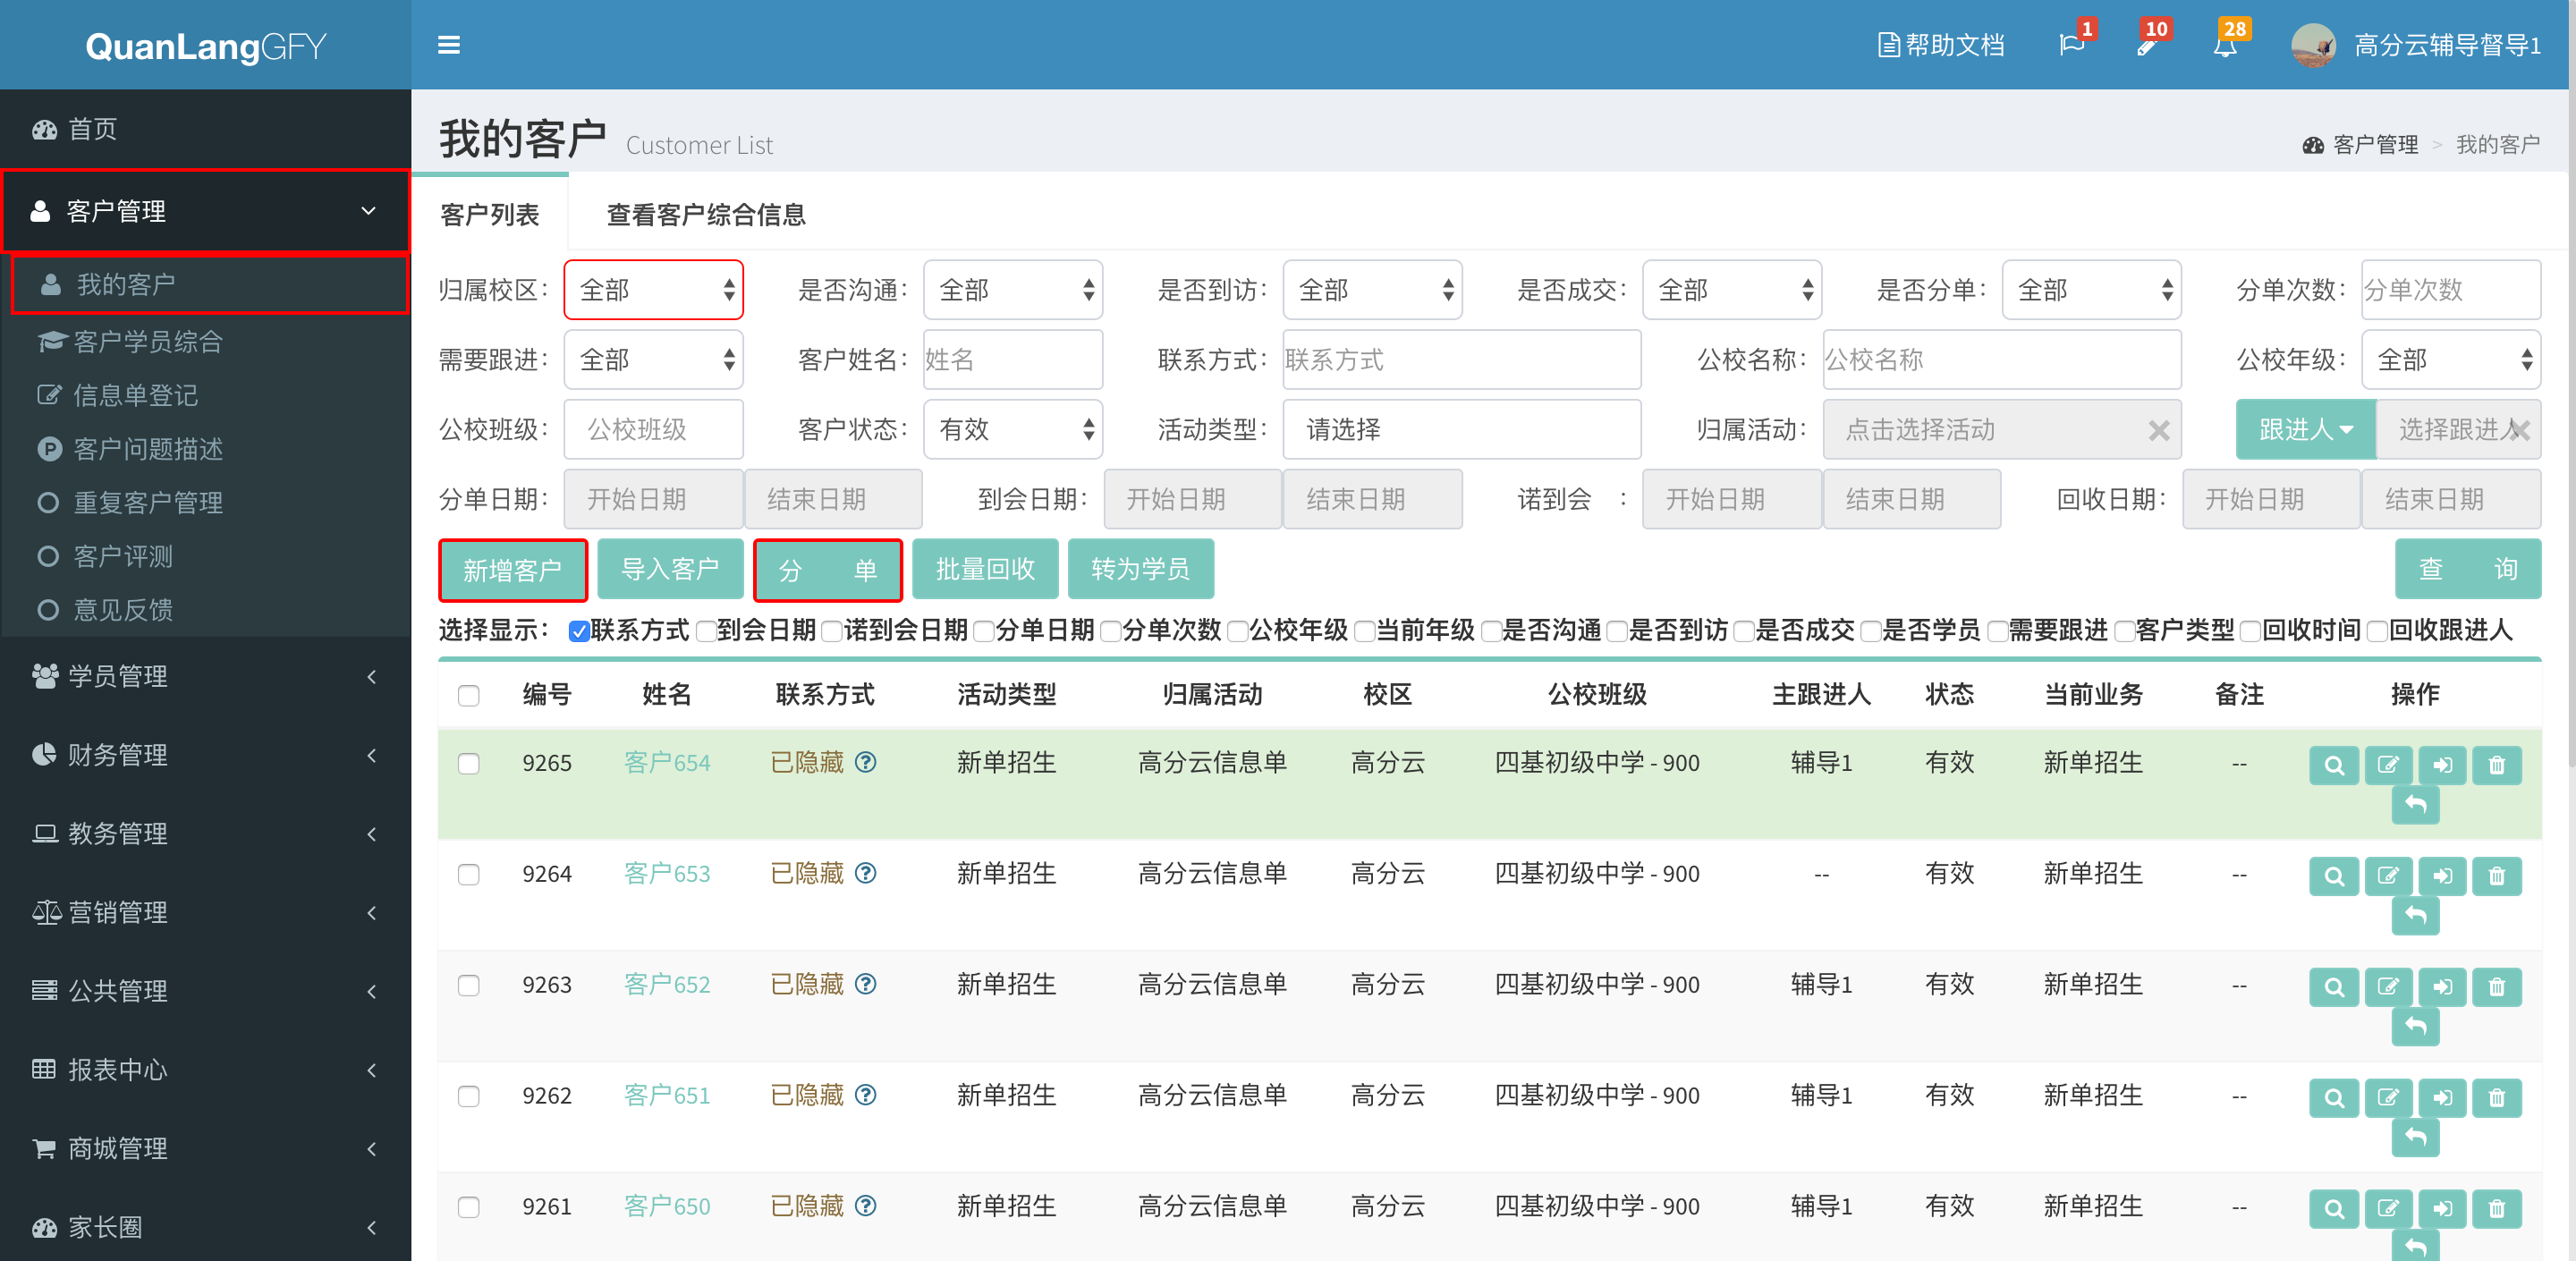 QuanLangGFY
帮助文档 1 10 28 高分云辅导督导1
首页
客户管理
我的客户
客户学员综合
信息单登记
客户问题描述
重复客户管理
客户评测
意见反馈
学员管理
财务管理
教务管理
营销管理
公共管理
报表中心
商城管理
家长圈
我的客户 Customer List
客户管理 > 我的客户
客户列表 查看客户综合信息
归属校区: 全部 是否沟通: 全部 是否到访: 全部 是否成交: 全部 是否分单: 全部 分单次数: 分单次数
需要跟进: 全部 客户姓名: 姓名 联系方式: 联系方式 公校名称: 公校名称 公校年级: 全部
公校班级: 公校班级 客户状态: 有效 活动类型: 请选择 归属活动: 点击选择活动 跟进人 选择跟进人
分单日期: 开始日期 结束日期 到会日期: 开始日期 结束日期 诺到会 : 开始日期 结束日期 回收日期: 开始日期 结束日期
新增客户 导入客户 分 单 批量回收 转为学员 查 询
选择显示: 联系方式 到会日期 诺到会日期 分单日期 分单次数 公校年级 当前年级 是否沟通 是否到访 是否成交 是否学员 需要跟进 客户类型 回收时间 回收跟进人
编号 姓名 联系方式 活动类型 归属活动 校区 公校班级 主跟进人 状态 当前业务 备注 操作
9265 客户654 已隐藏 新单招生 高分云信息单 高分云 四基初级中学 - 900 辅导1 有效 新单招生 --
9264 客户653 已隐藏 新单招生 高分云信息单 高分云 四基初级中学 - 900 -- 有效 新单招生 --
9263 客户652 已隐藏 新单招生 高分云信息单 高分云 四基初级中学 - 900 辅导1 有效 新单招生 --
9262 客户651 已隐藏 新单招生 高分云信息单 高分云 四基初级中学 - 900 辅导1 有效 新单招生 --
9261 客户650 已隐藏 新单招生 高分云信息单 高分云 四基初级中学 - 900 辅导1 有效 新单招生 --